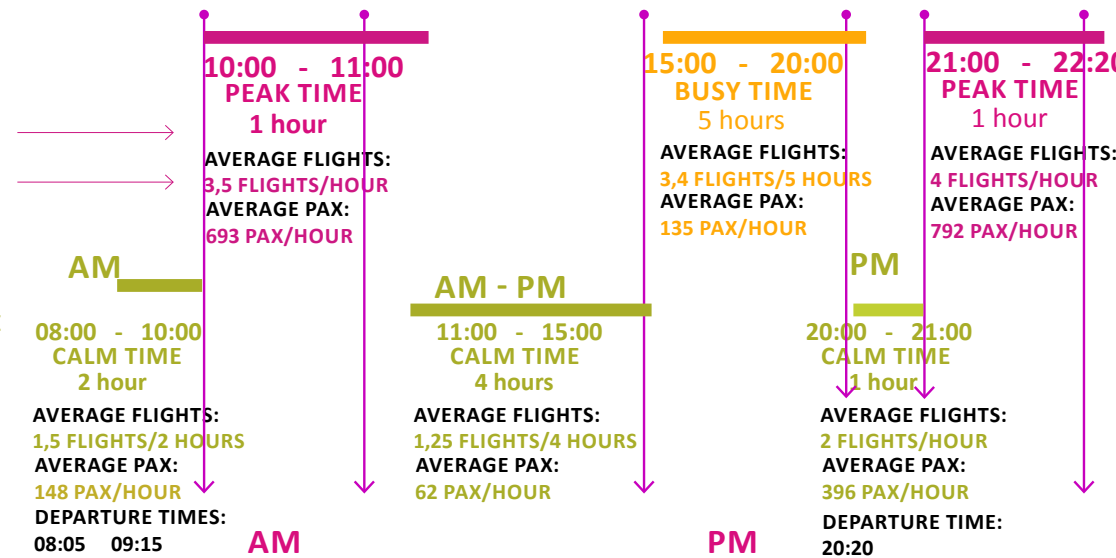 10:00 - 11:00
PEAK TIME
1 hour
AVERAGE FLIGHTS:
3,5 FLIGHTS/HOUR
AVERAGE PAX:
693 PAX/HOUR
15:00 - 20:00
BUSY TIME
5 hours
AVERAGE FLIGHTS:
3,4 FLIGHTS/5 HOURS
AVERAGE PAX:
135 PAX/HOUR
21:00 - 22:20
PEAK TIME
1 hour
AVERAGE FLIGHTS:
4 FLIGHTS/HOUR
AVERAGE PAX:
792 PAX/HOUR
AM
08:00 - 10:00
CALM TIME
2 hour
AVERAGE FLIGHTS:
1,5 FLIGHTS/2 HOURS
AVERAGE PAX:
148 PAX/HOUR
DEPARTURE TIMES:
08:05 09:15
AM - PM
11:00 - 15:00
CALM TIME
4 hours
AVERAGE FLIGHTS:
1,25 FLIGHTS/4 HOURS
AVERAGE PAX:
62 PAX/HOUR
PM
20:00 - 21:00
CALM TIME
1 hour
AVERAGE FLIGHTS:
2 FLIGHTS/HOUR
AVERAGE PAX:
396 PAX/HOUR
DEPARTURE TIME:
20:20
AM
PM